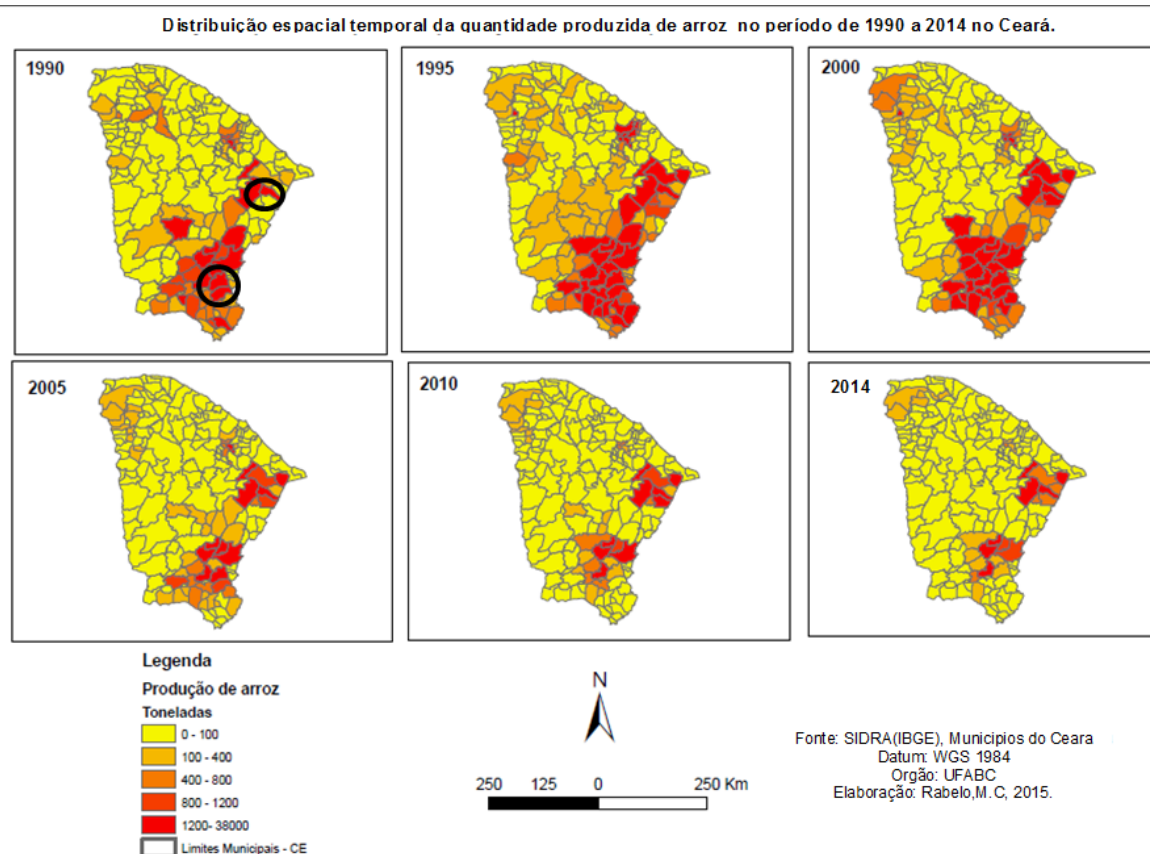 Distribuição espacial temporal da quantidade produzida de arroz no período de 1990 a 2014 no Ceará.
1990
1995
2000
2005
2010
2014
Legenda
Produção de arroz
Toneladas
0 - 100
100 - 400
400 - 800
800 - 1200
1200- 38000
Limites Municipais - CE
N
250 125 0 250 Km
Fonte: SIDRA(IBGE), Municipios do Ceara
Datum: WGS 1984
Orgão: UFABC
Elaboração: Rabelo,M.C, 2015.